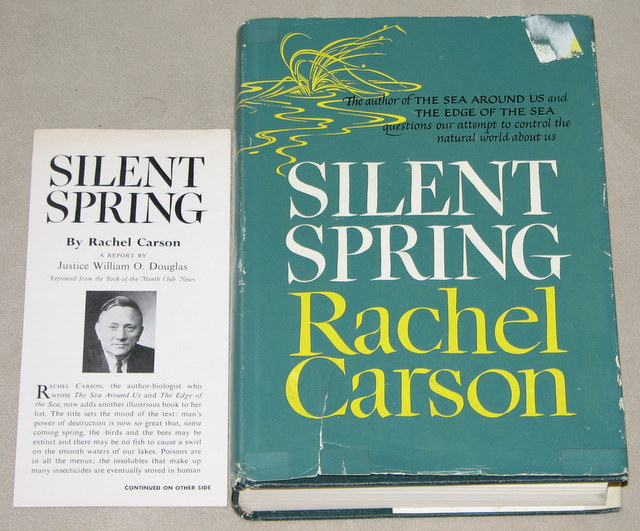 SILENT
SPRING
By Rachel Carson
A REPORT BY
Justice William O. Douglas
Reprinted from the Book-of-the-Month Club News
RACHEL CARSON, the author-biologist who
wrote The Sea Around Us and The Edge of
the Sea, now adds another illustrious book to her
list. The title sets the mood of the text: man's
power of destruction is now so great that, some
coming spring, the birds and the bees may be
extinct and there may be no fish to cause a swirl
on the smooth waters of our lakes. Poisons are
in all the menus; the insolubles that make up
many insecticides are eventually stored in human
CONTINUED ON OTHER SIDE
The author of THE SEA AROUND US and
THE EDGE OF THE SEA
questions our attempt to control the
natural world about us
SILENT
SPRING
Rachel
Carson